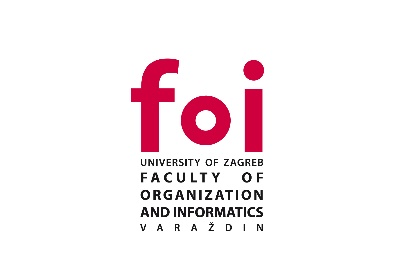 foi
UNIVERSITY OF ZAGREB
FACULTY OF
ORGANIZATION
AND INFORMATICS
VARAŽDIN